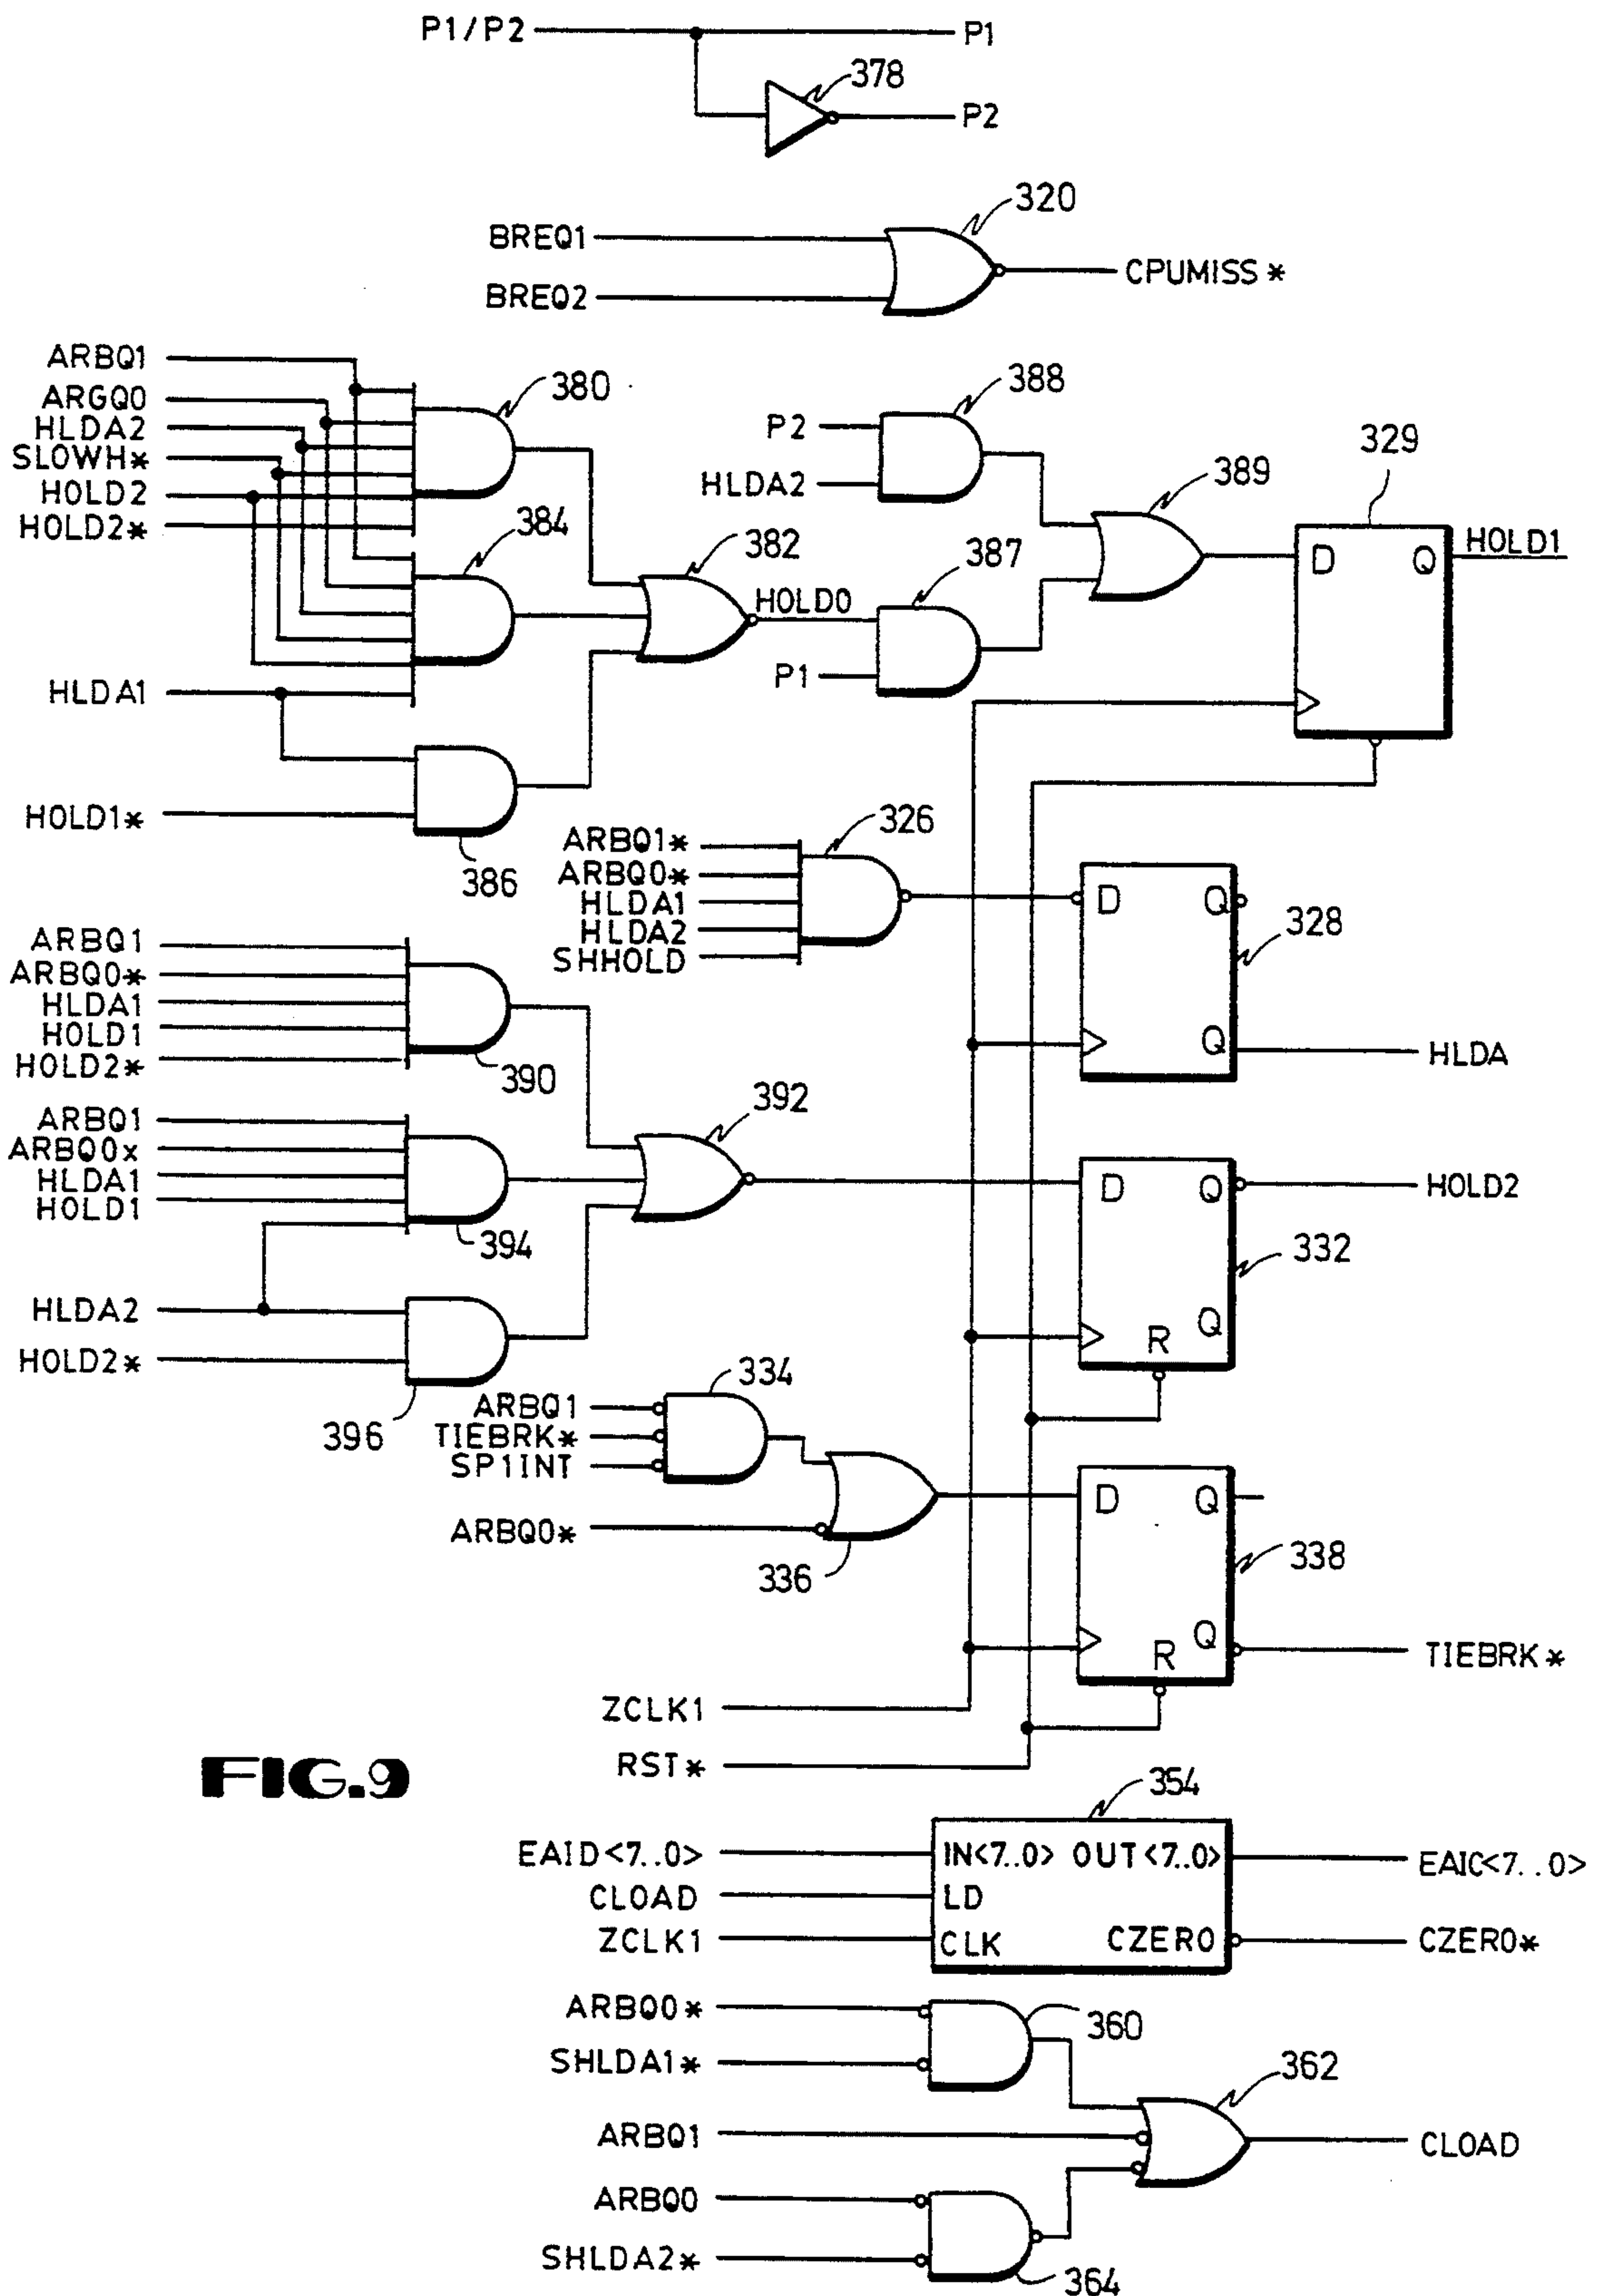 P1/P2
P1
378
P2
320
BREQ1
CPUMISS*
BREQ2
ARBQ1
380
ARGQ0
HLDA2
SLOWH*
HOLD2
HOLD2*
384
388
P2
HLDA2
389
329
D Q
HOLD1
382
HOLD0
387
P1
HLDA1
HOLD1*
386
326
ARBQ1*
ARBQ0*
HLDA1
HLDA2
SHHOLD
D Q
328
Q
HLDA
ARBQ1
ARBQ0*
HLDA1
HOLD1
HOLD2*
390
ARBQ1
ARBQ0x
HLDA1
HOLD1
394
392
D Q
HOLD2
332
Q
R
HLDA2
HOLD2*
396
334
ARBQ1
TIEBRK*
SP1INT
ARBQ0*
336
D Q
338
Q
R
TIEBRK*
ZCLK1
RST*
FIG.9
354
EAID<7..0>
IN<7..0> OUT<7..0>
EAIC<7..0>
CLOAD
LD
ZCLK1
CLK CZERO
CZERO*
ARBQ0*
360
SHLDA1*
362
ARBQ1
CLOAD
ARBQ0
SHLDA2*
364